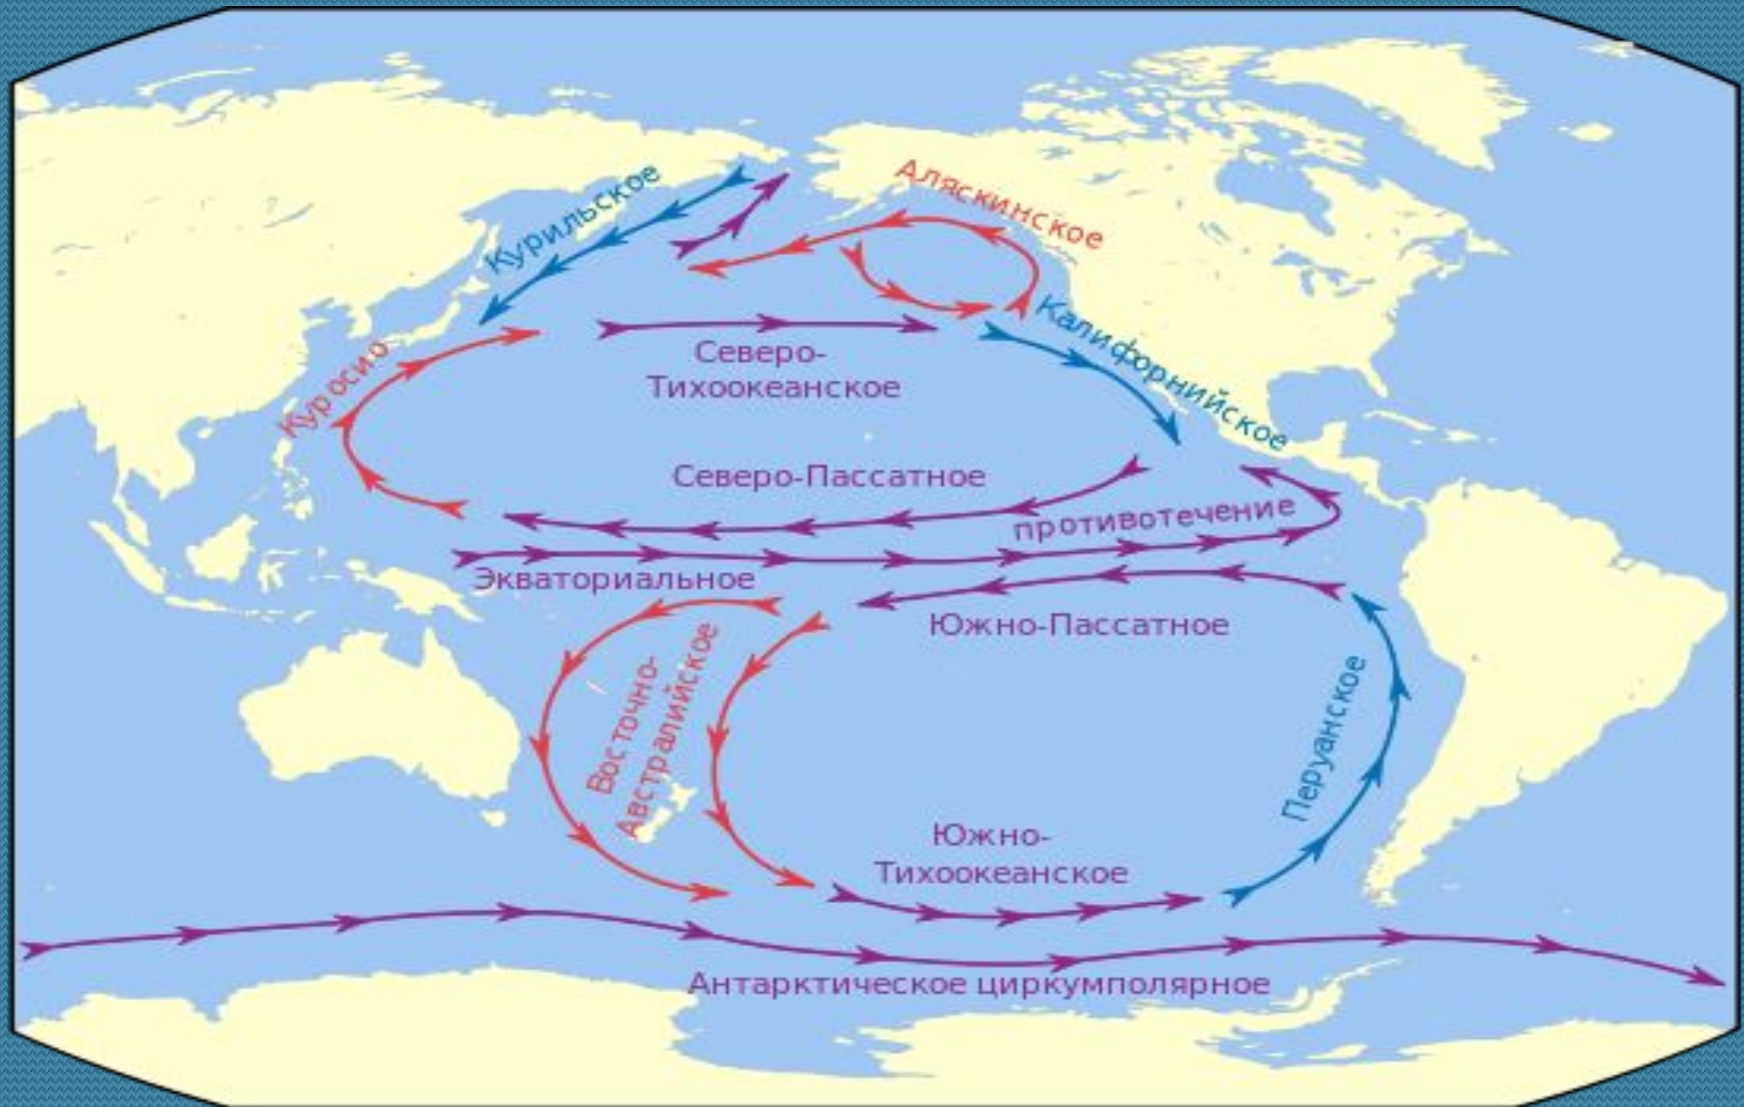 Курильское
Аляскинское
Калифорнийское
Куросио
Северо-
Тихоокеанское
Северо-Пассатное
противотечение
Экваториальное
Южно-Пассатное
Восточно-
Австралийское
Перуанское
Южно-
Тихоокеанское
Антарктическое циркумполярное